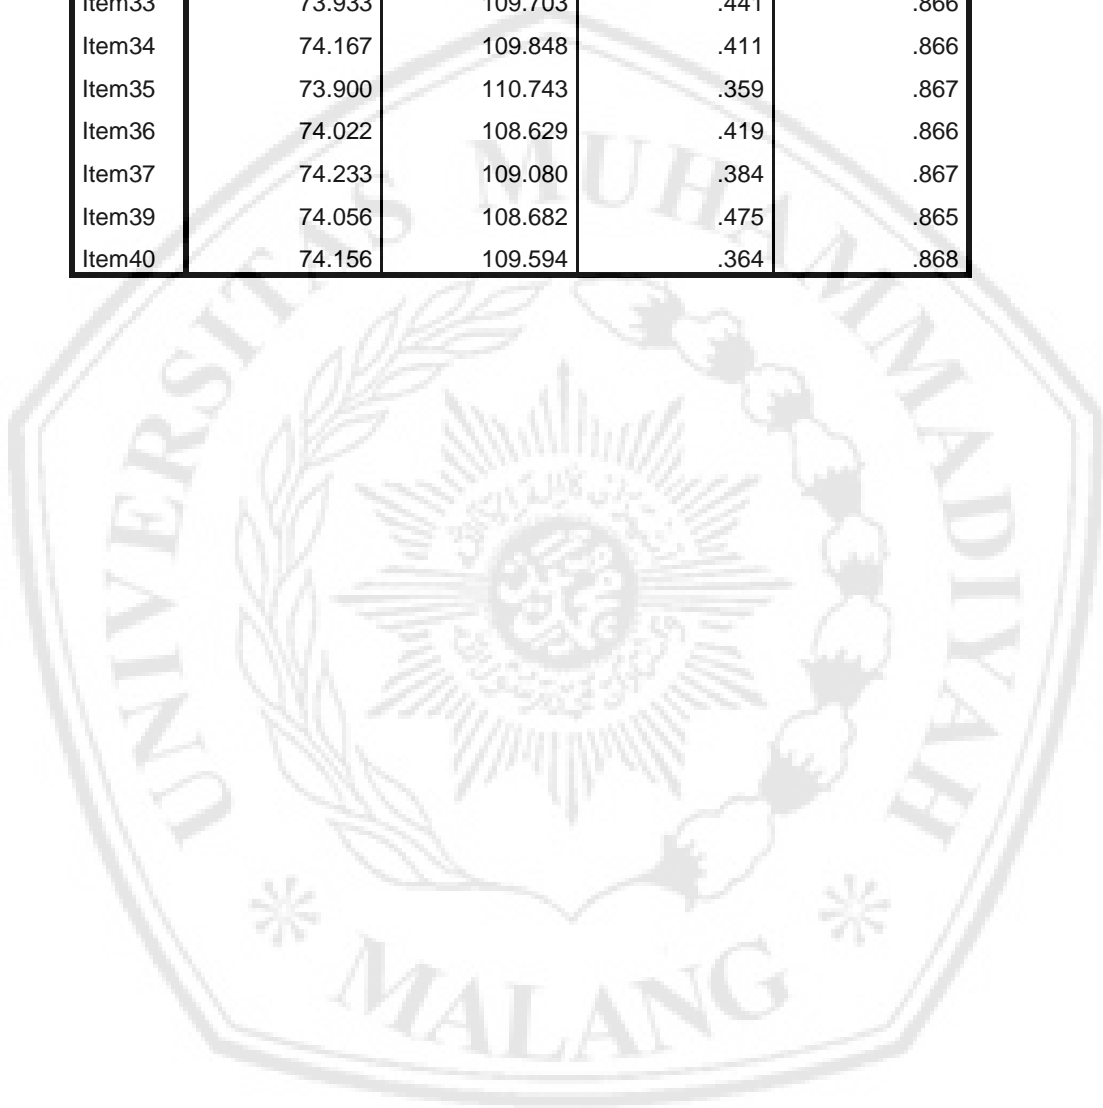 Item33 73.933 109.703 .441 .866
Item34 74.167 109.848 .411 .866
Item35 73.900 110.743 .359 .867
Item36 74.022 108.629 .419 .866
Item37 74.233 109.080 .384 .867
Item39 74.056 108.682 .475 .865
Item40 74.156 109.594 .364 .868
UNIVERSITAS MUHAMMADIYAH
MALANG